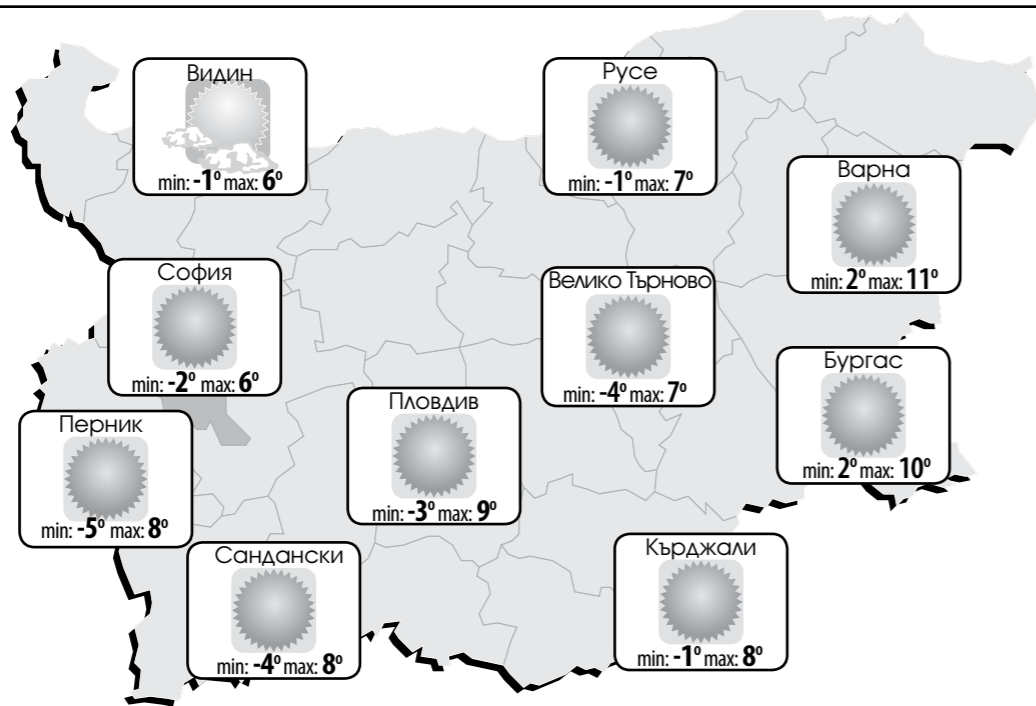 Видин
min: -1° max: 6°
Русе
min: -1° max: 7°
Варна
min: 2° max: 11°
София
min: -2° max: 6°
Велико Търново
min: -4° max: 7°
Бургас
min: 2° max: 10°
Пловдив
min: -3° max: 9°
Перник
min: -5° max: 8°
Сандански
min: -4° max: 8°
Кърджали
min: -1° max: 8°